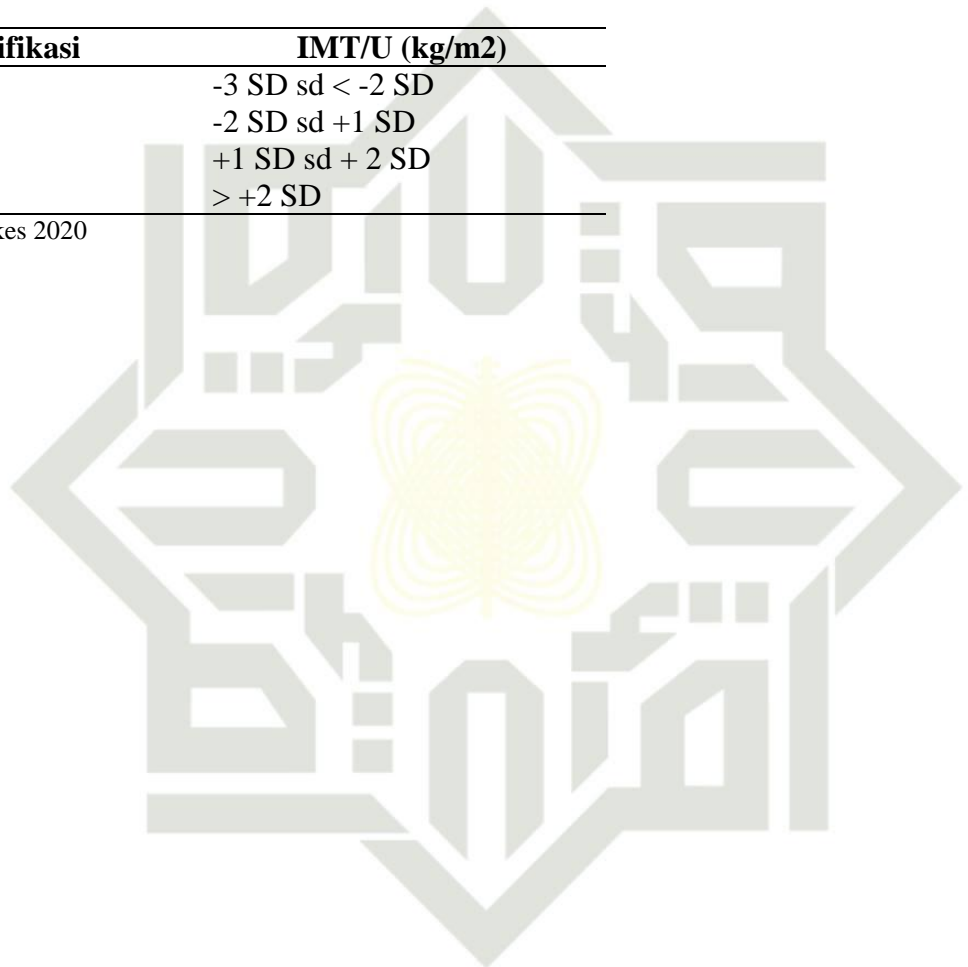 ifikasi IMT/U (kg/m2)
-3 SD sd < -2 SD
-2 SD sd +1 SD
+1 SD sd + 2 SD
> +2 SD
kes 2020